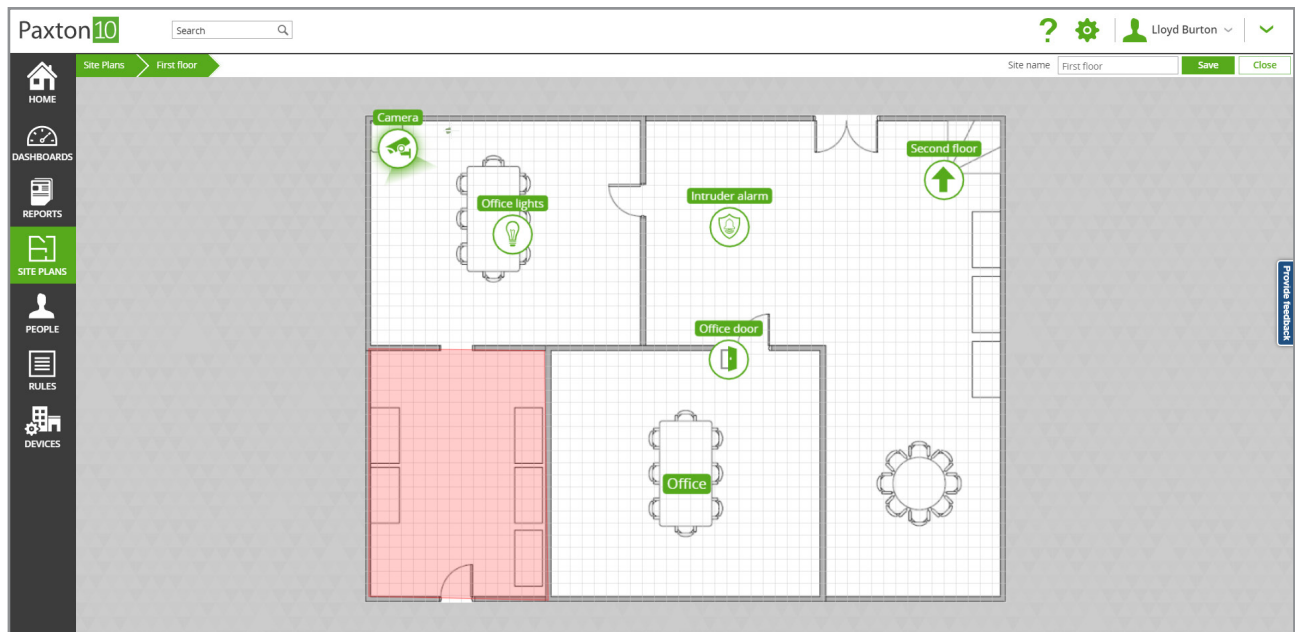 Paxton10
Search
Lloyd Burton
Site Plans
First floor
Site name
First floor
Save
Close
HOME
DASHBOARDS
REPORTS
SITE PLANS
PEOPLE
RULES
DEVICES
Camera
Second floor
Office lights
Intruder alarm
Office door
Office
Provide feedback